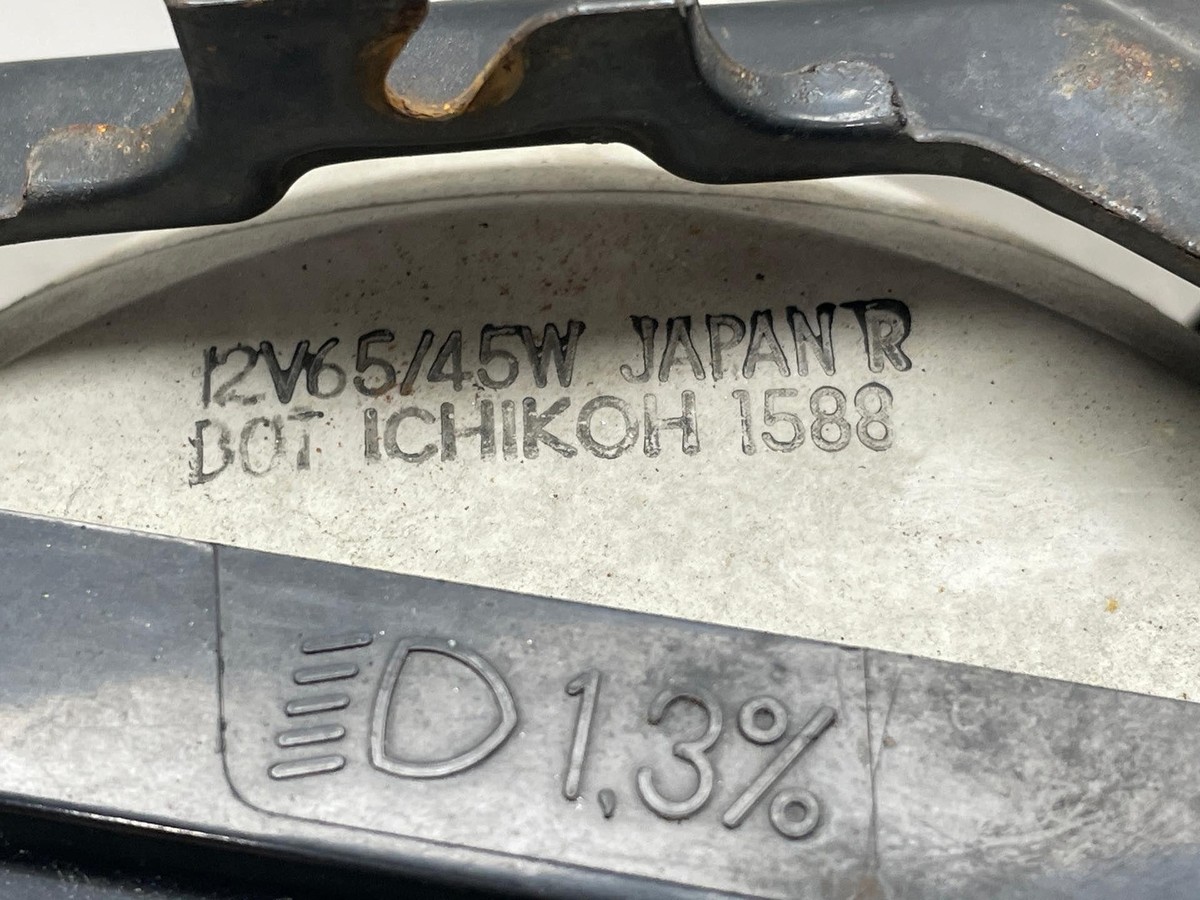 12V65/45W JAPAN R
DOT ICHIKOH 1588
1,3%